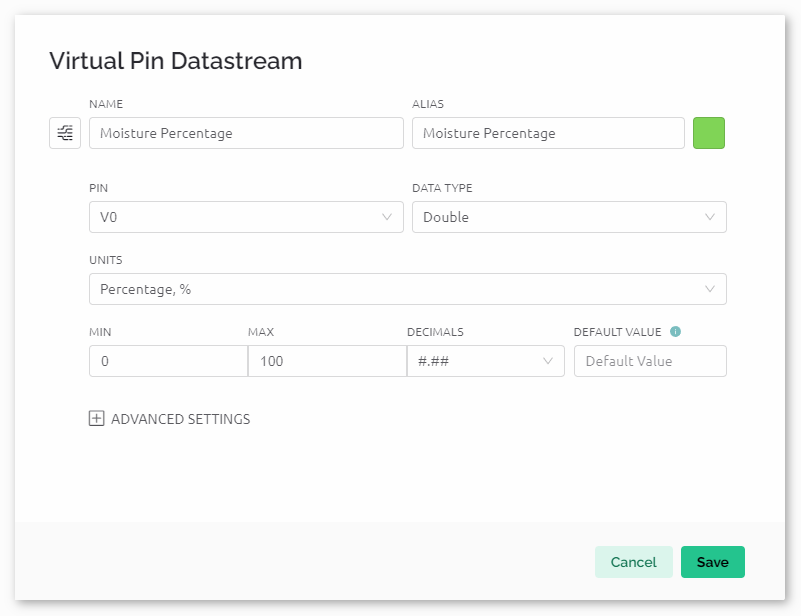 Virtual Pin Datastream
NAME ALIAS
Moisture Percentage Moisture Percentage
PIN DATA TYPE
V0 Double
UNITS
Percentage, %
MIN MAX DECIMALS DEFAULT VALUE i
0 100 #.## Default Value
ADVANCED SETTINGS
Cancel Save